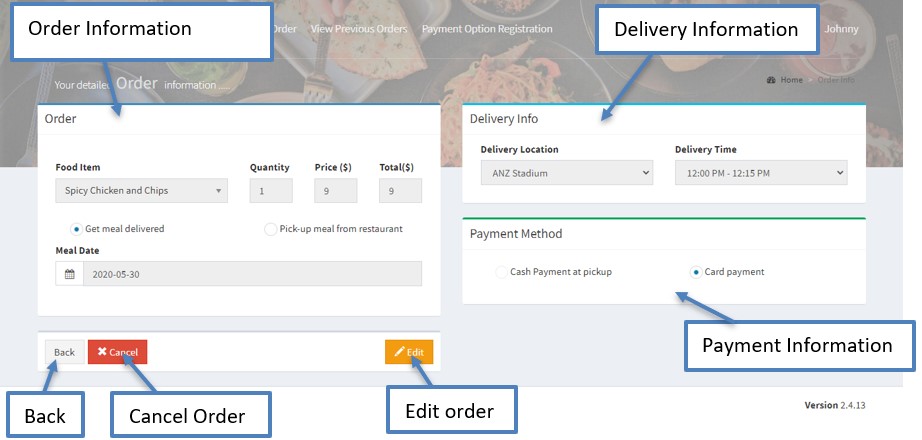 Order Information
Order View Previous Orders Payment Option Registration
Delivery Information
Johnny
Your detailed Order information ....
Home > Order Info
Order
Delivery Info
Food Item Quantity Price ($) Total($)
Spicy Chicken and Chips 1 9 9
Delivery Location Delivery Time
ANZ Stadium 12:00 PM - 12:15 PM
Get meal delivered Pick-up meal from restaurant
Meal Date
2020-05-30
Payment Method
Cash Payment at pickup Card payment
Payment Information
Back Cancel Edit
Back
Cancel Order
Edit order
Version 2.4.13